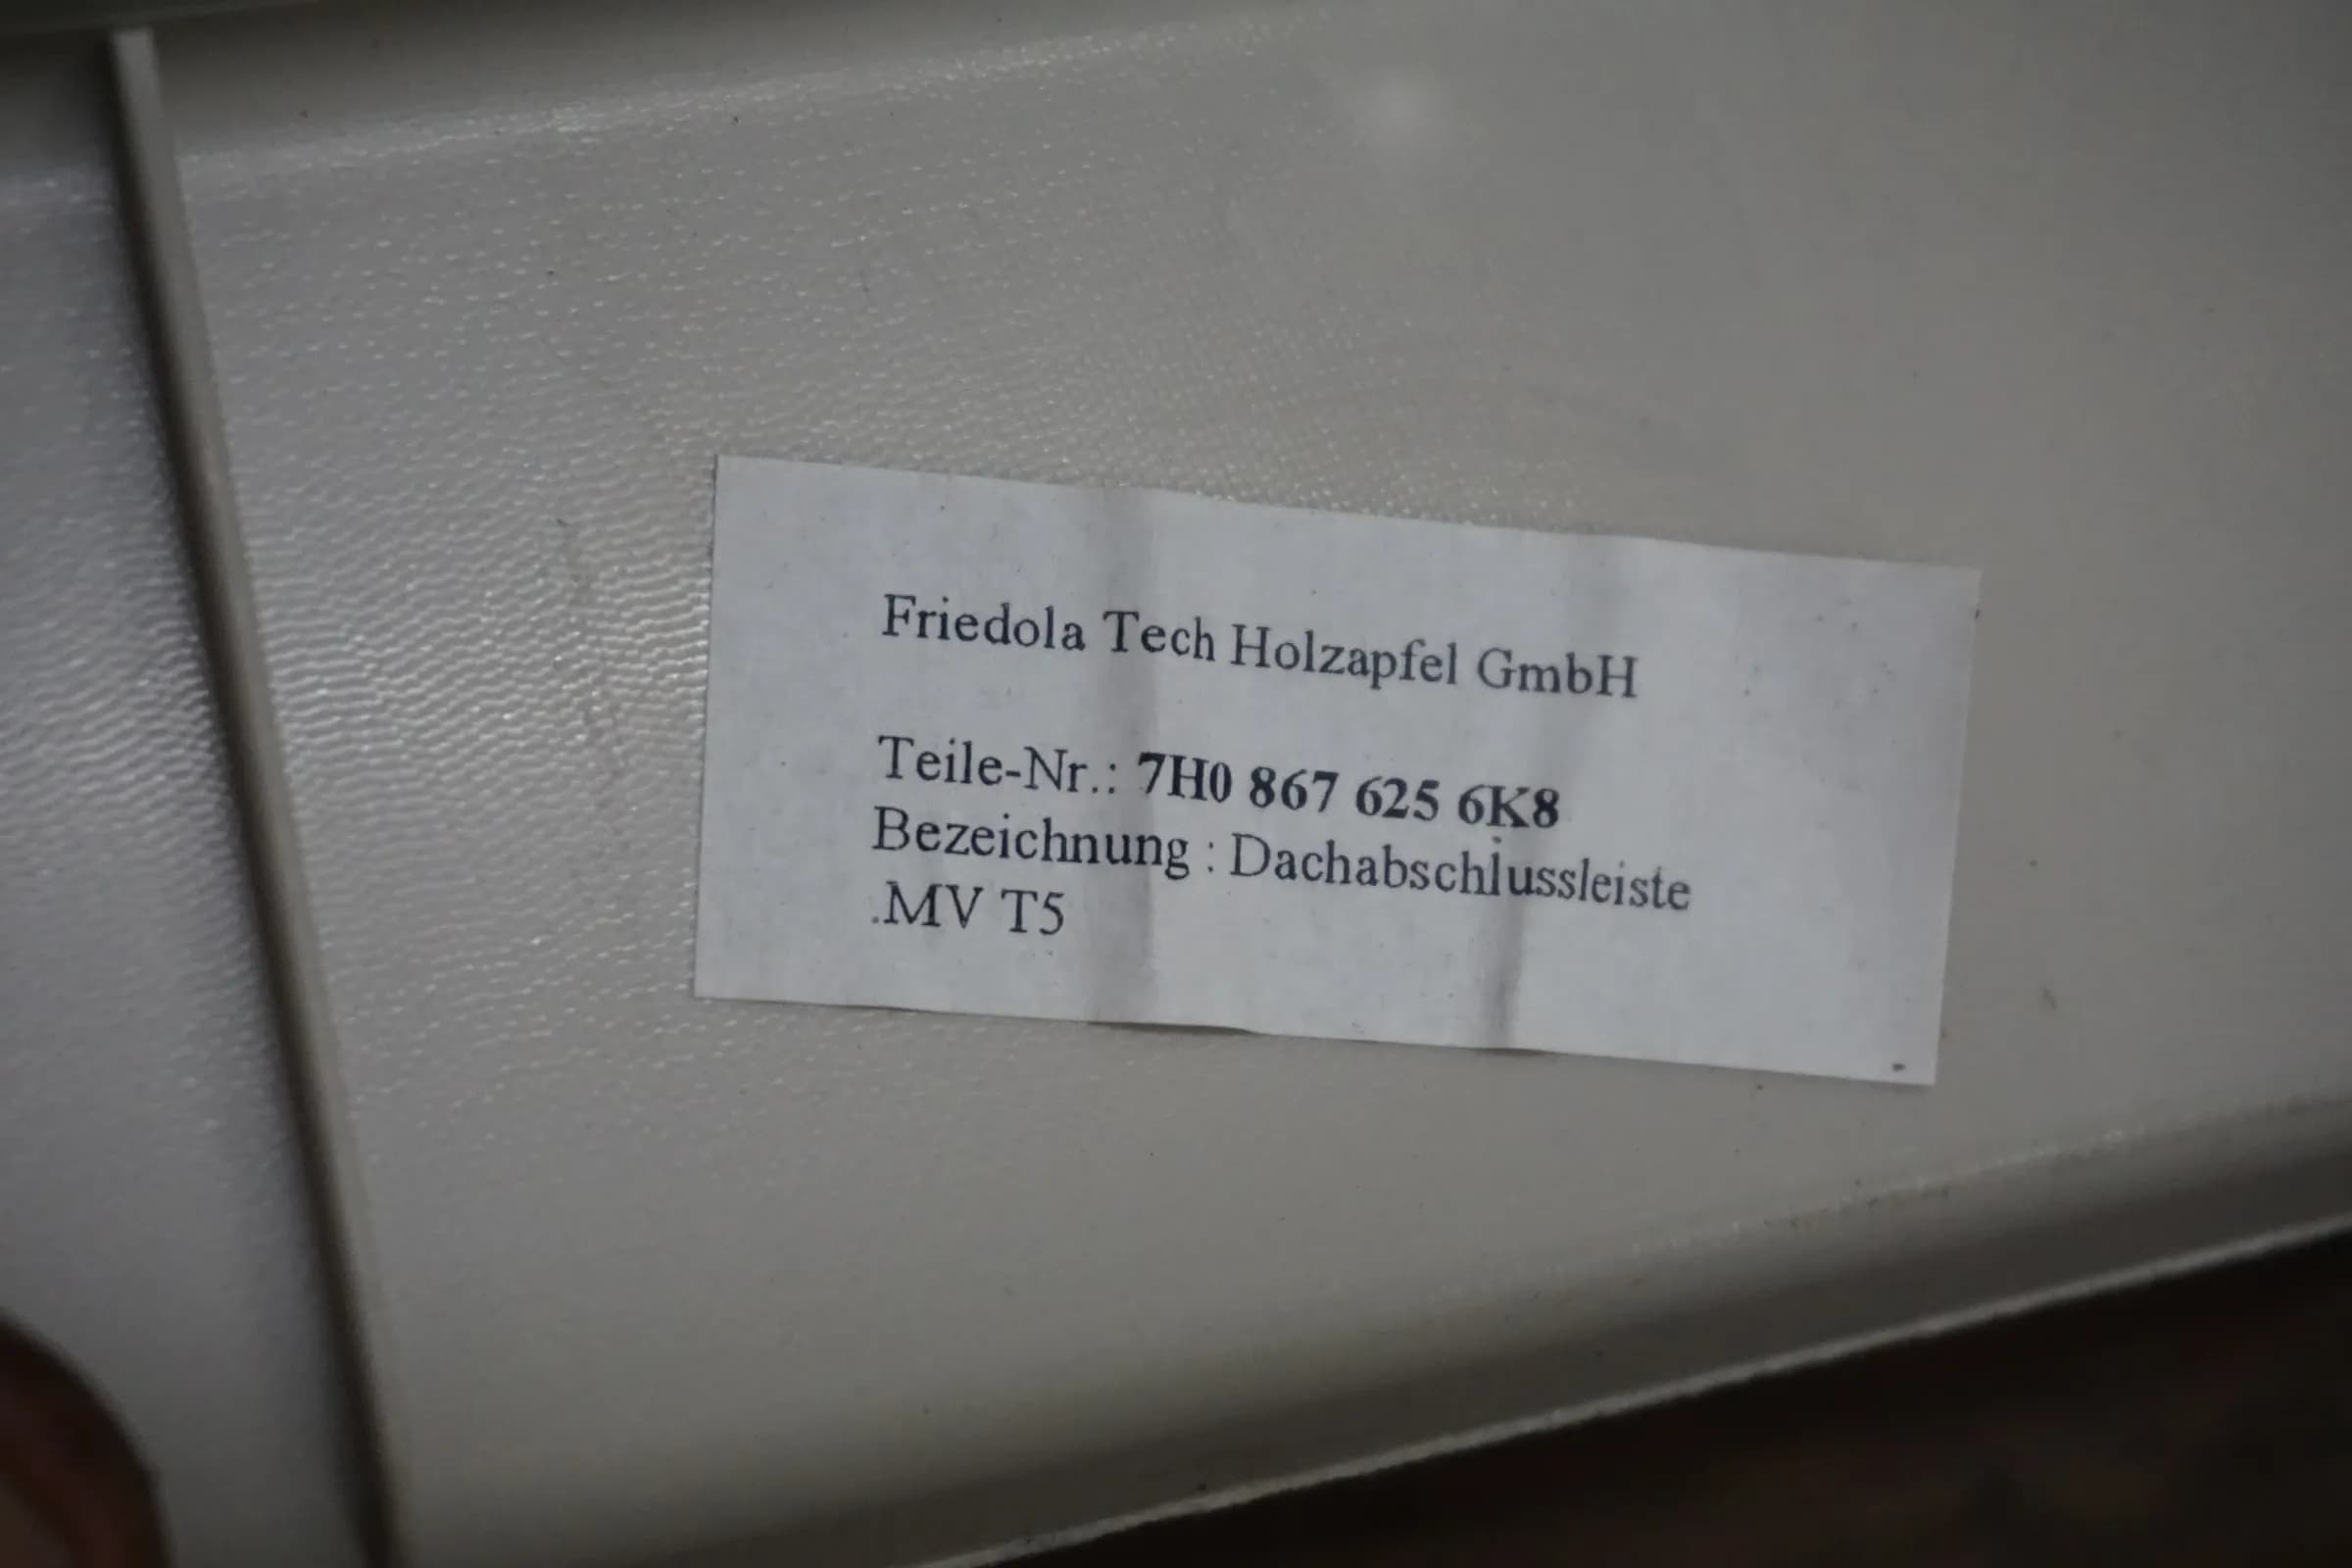 Friedola Tech Holzapfel GmbH
Teile-Nr.: 7H0 867 625 6K8
Bezeichnung : Dachabschlussleiste
.MV T5